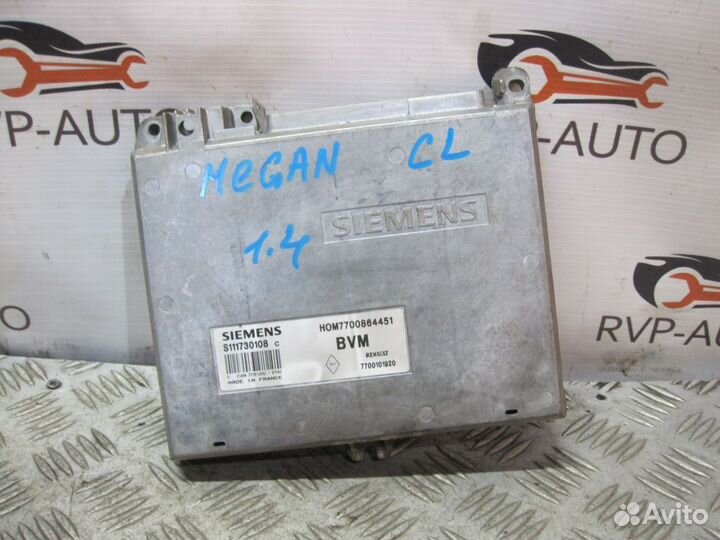 RVP-AUTO
RVP-AUTO
MeGAN CL
1.4
SIEMENS
SIEMENS
HOM7700864451
S111730108 C
BVM
RENAULT
7700101920
MADE IN FRANCE
RVP-AUTO
Avito